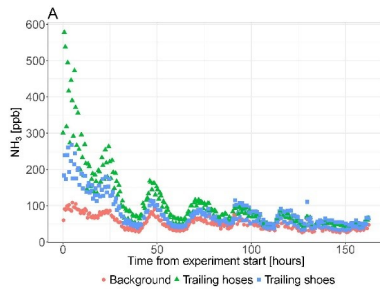 A
NH₃ [ppb]
600
500
400
300
200
100
0
0 50 100 150
Time from experiment start [hours]
Background Trailing hoses Trailing shoes